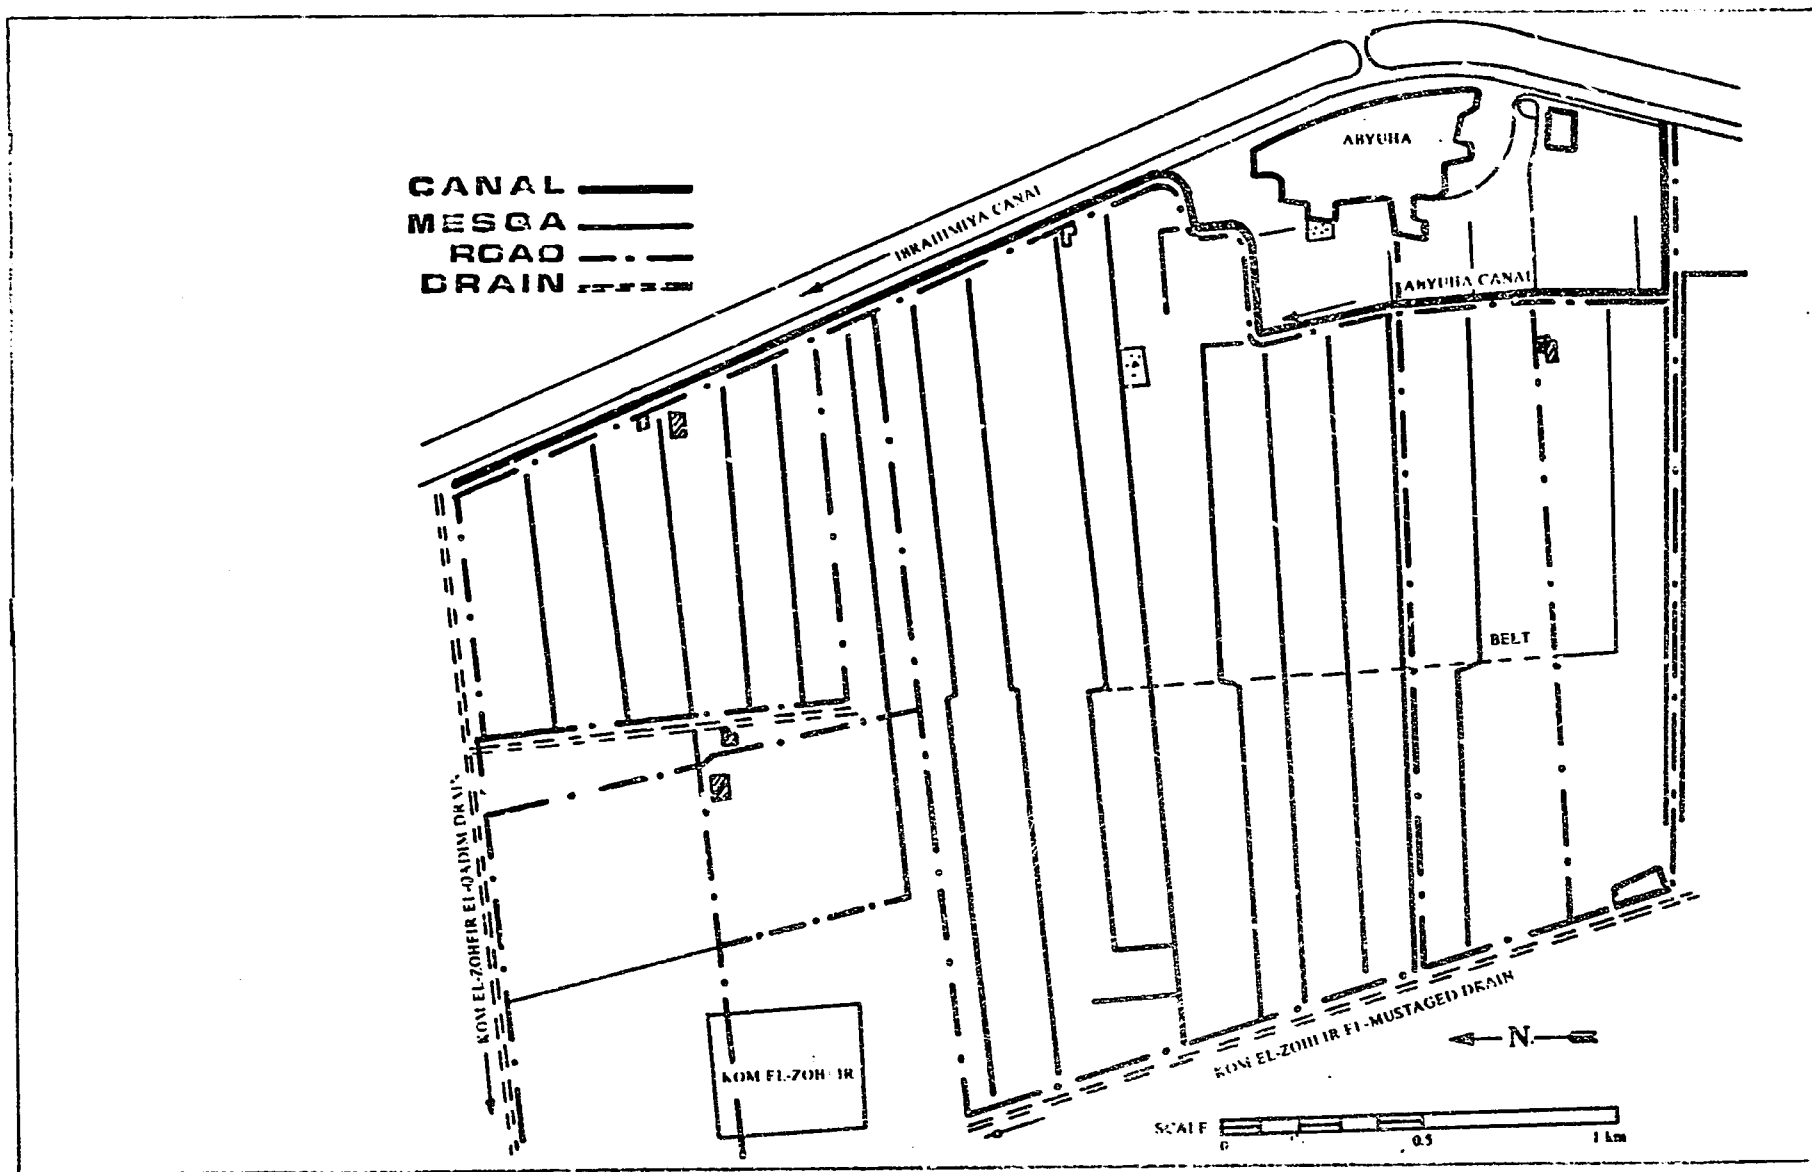 CANAL
MESQA
ROAD
DRAIN
IBRAHIMIYA CANAL
ABYUHA
ABYUHA CANAL
BELT
KOM EL-ZOHEIR EL-QADIM DRAIN
KOM EL-ZOHEIR
KOM EL-ZOHEIR EL-MUSTAGED DRAIN
N
SCALE
0
0.5
1 km